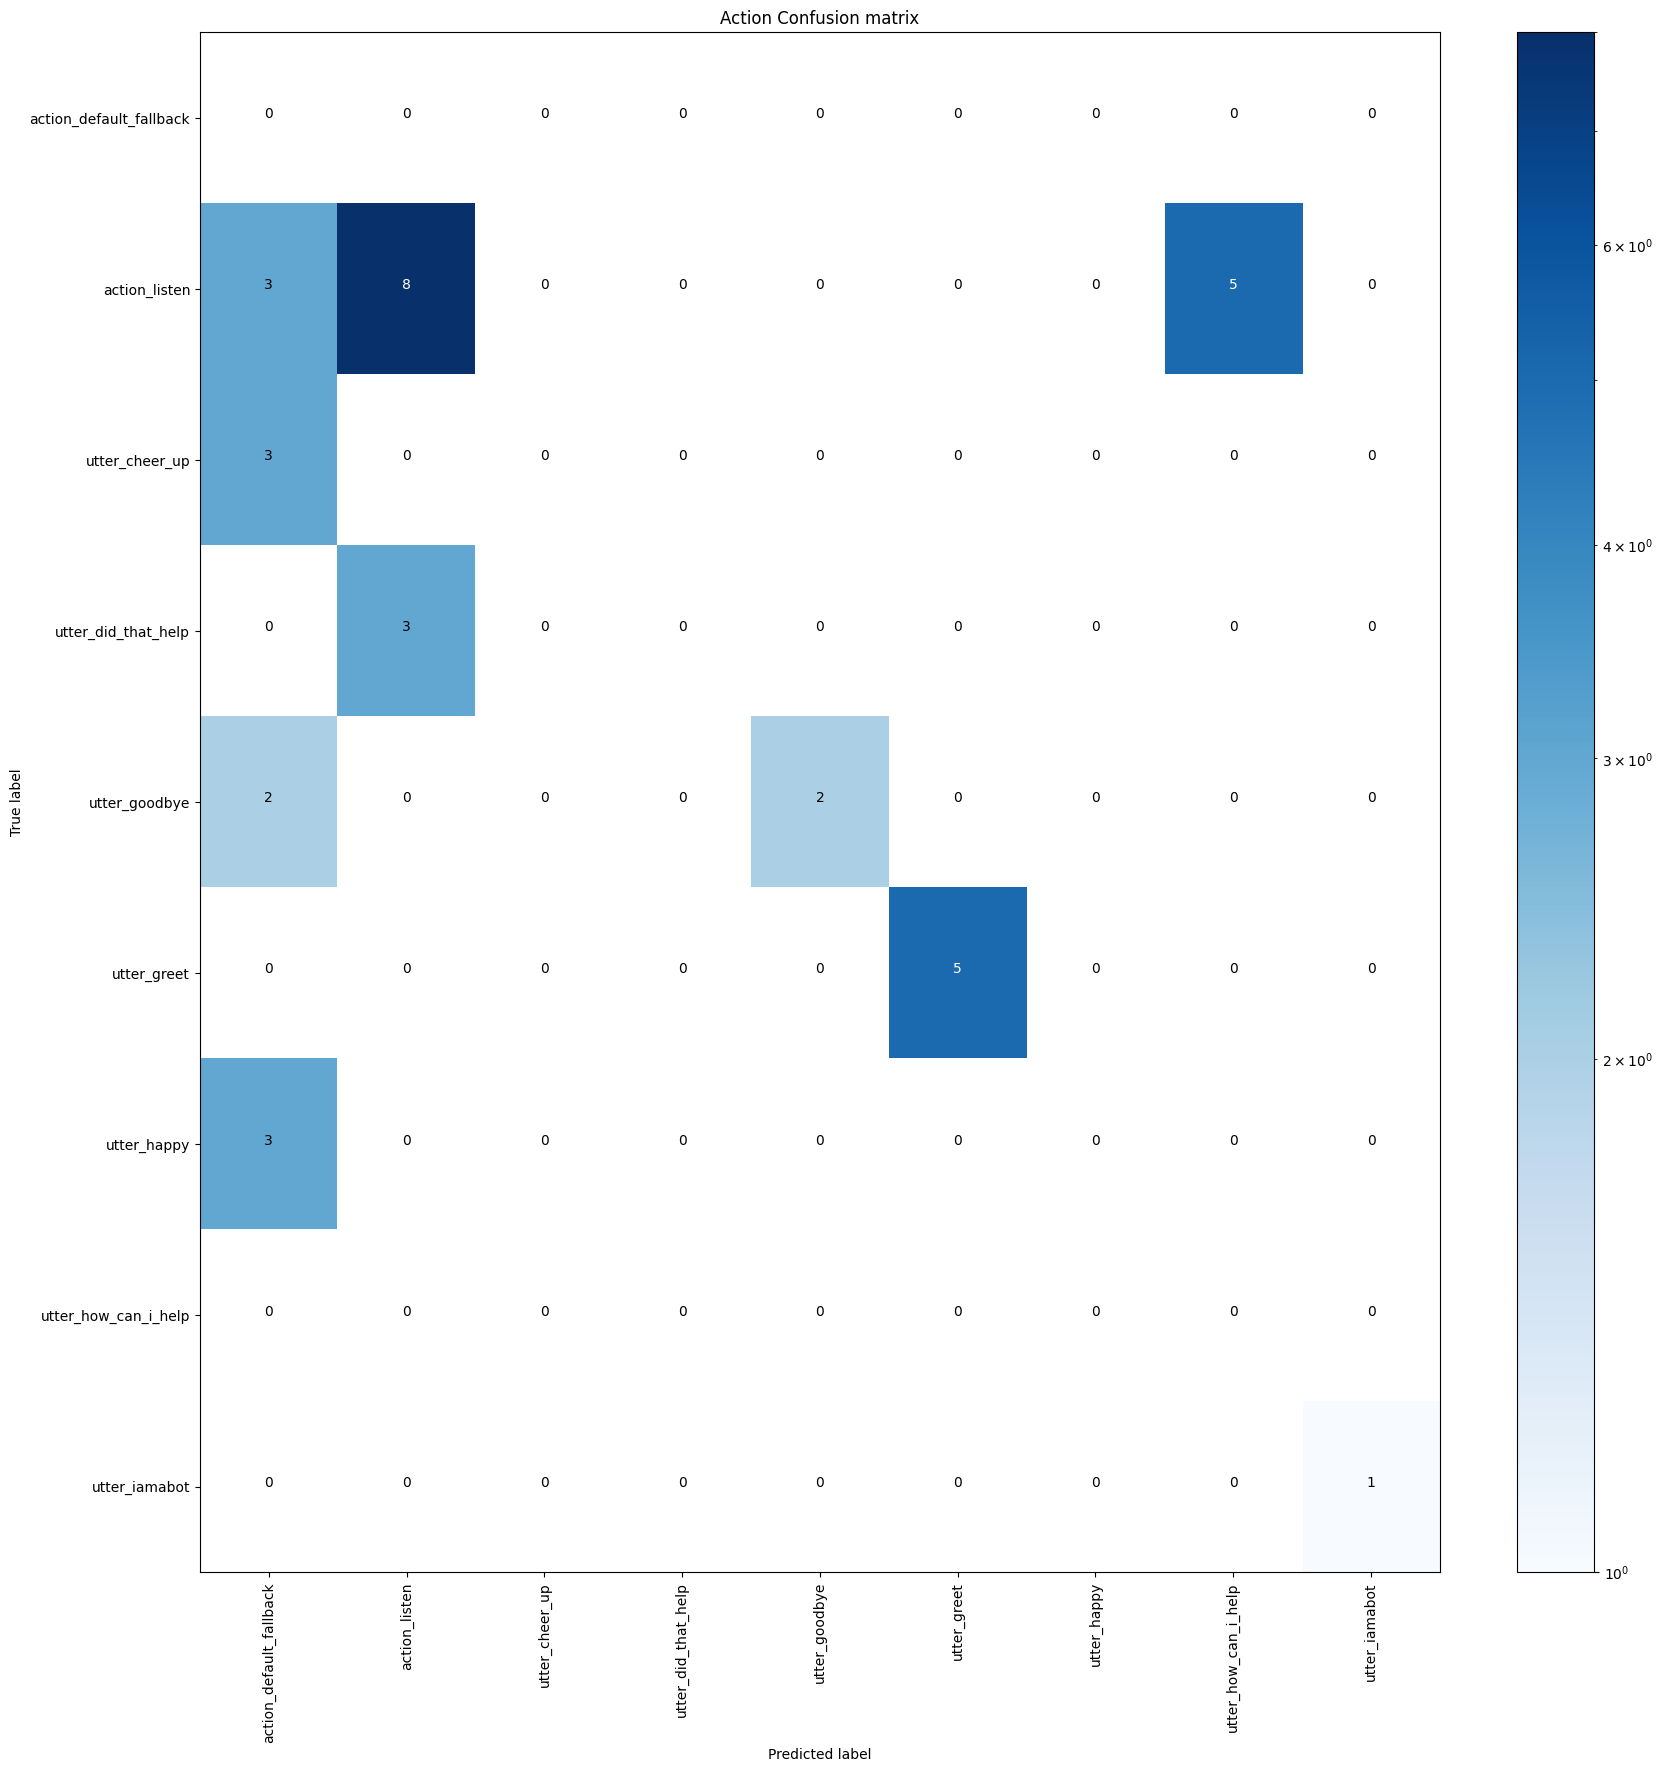 Action Confusion matrix
action_default_fallback 0 0 0 0 0 0 0 0 0
action_listen 3 8 0 0 0 0 0 5 0
utter_cheer_up 3 0 0 0 0 0 0 0 0
utter_did_that_help 0 3 0 0 0 0 0 0 0
utter_goodbye 2 0 0 0 2 0 0 0 0
utter_greet 0 0 0 0 0 5 0 0 0
utter_happy 3 0 0 0 0 0 0 0 0
utter_how_can_i_help 0 0 0 0 0 0 0 0 0
utter_iamabot 0 0 0 0 0 0 0 0 1
True label
action_default_fallback
action_listen
utter_cheer_up
utter_did_that_help
utter_goodbye
utter_greet
utter_happy
utter_how_can_i_help
utter_iamabot
Predicted label
6 × 10⁰
4 × 10⁰
3 × 10⁰
2 × 10⁰
10⁰